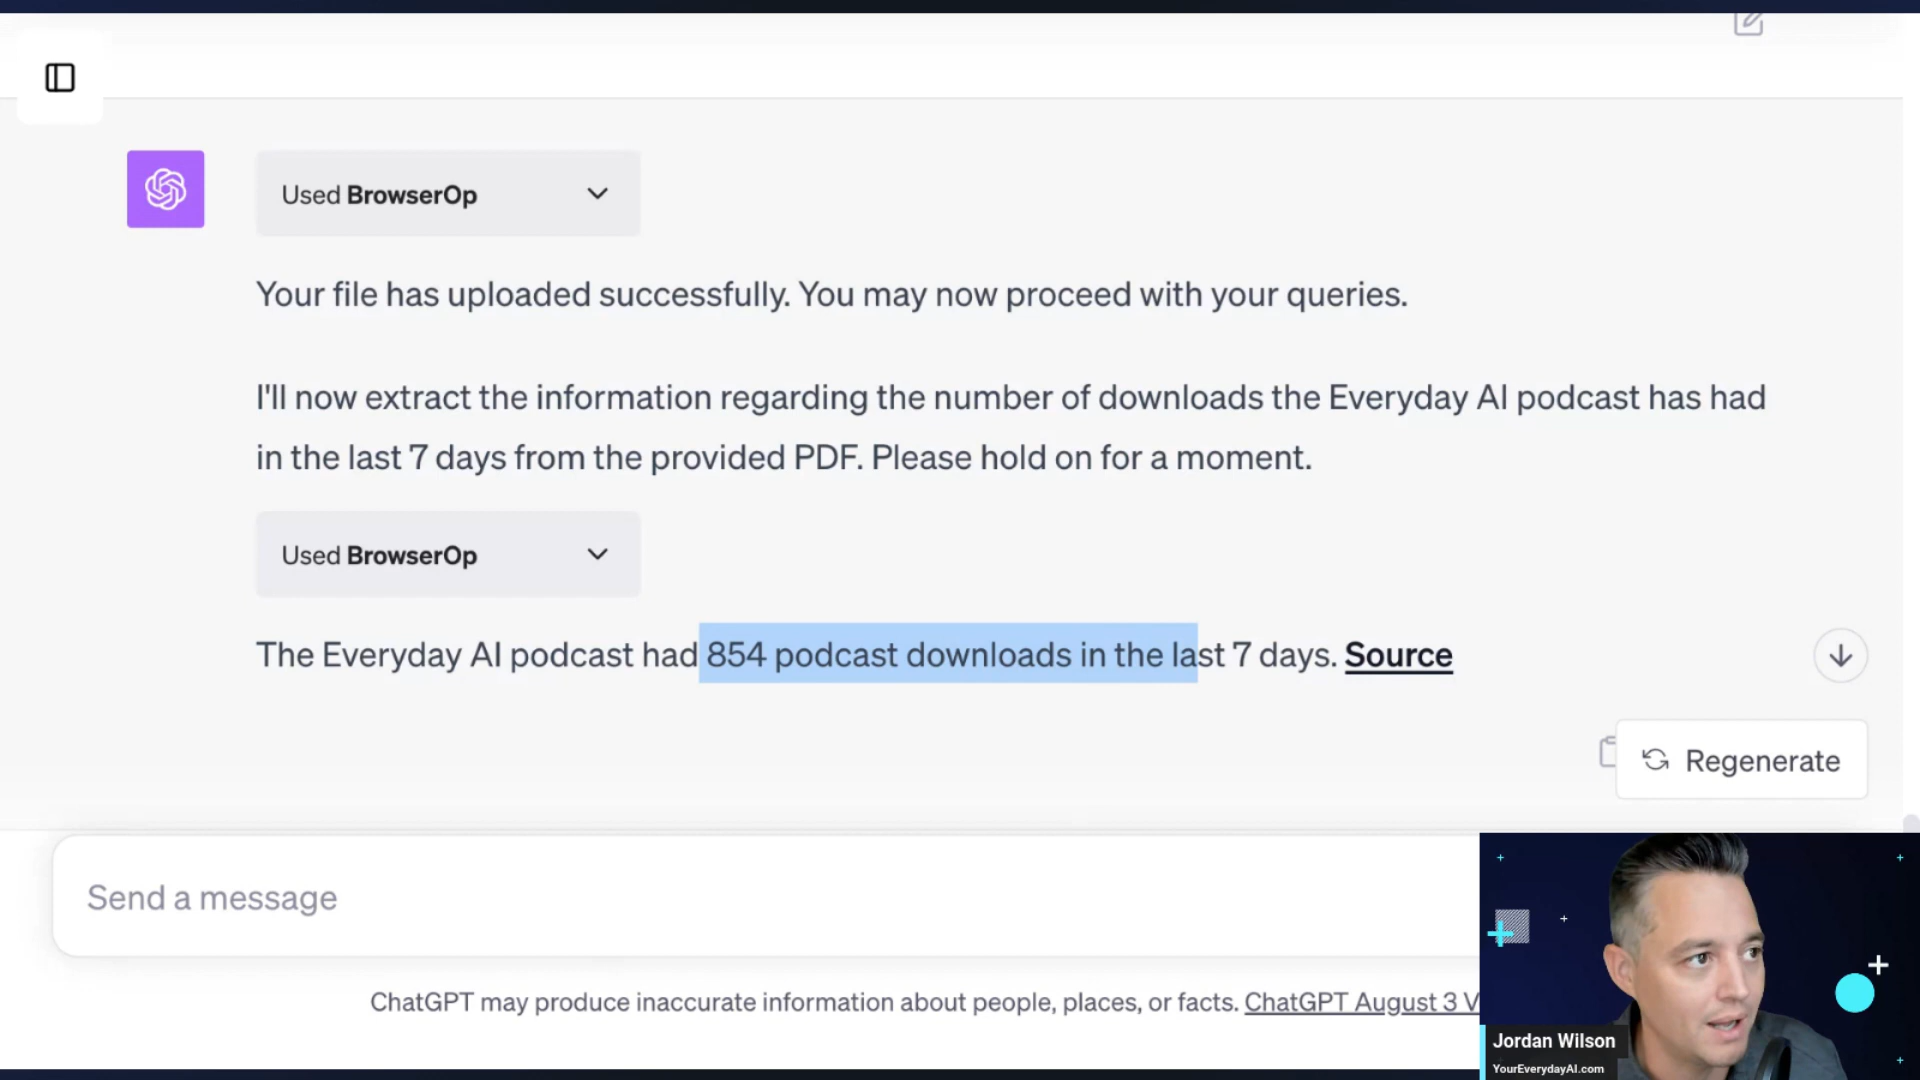 Used BrowserOp
Your file has uploaded successfully. You may now proceed with your queries.
I'll now extract the information regarding the number of downloads the Everyday AI podcast has had
in the last 7 days from the provided PDF. Please hold on for a moment.
Used BrowserOp
The Everyday AI podcast had 854 podcast downloads in the last 7 days. Source
Regenerate
Send a message
ChatGPT may produce inaccurate information about people, places, or facts. ChatGPT August 3 V
Jordan Wilson
YourEverydayAI.com